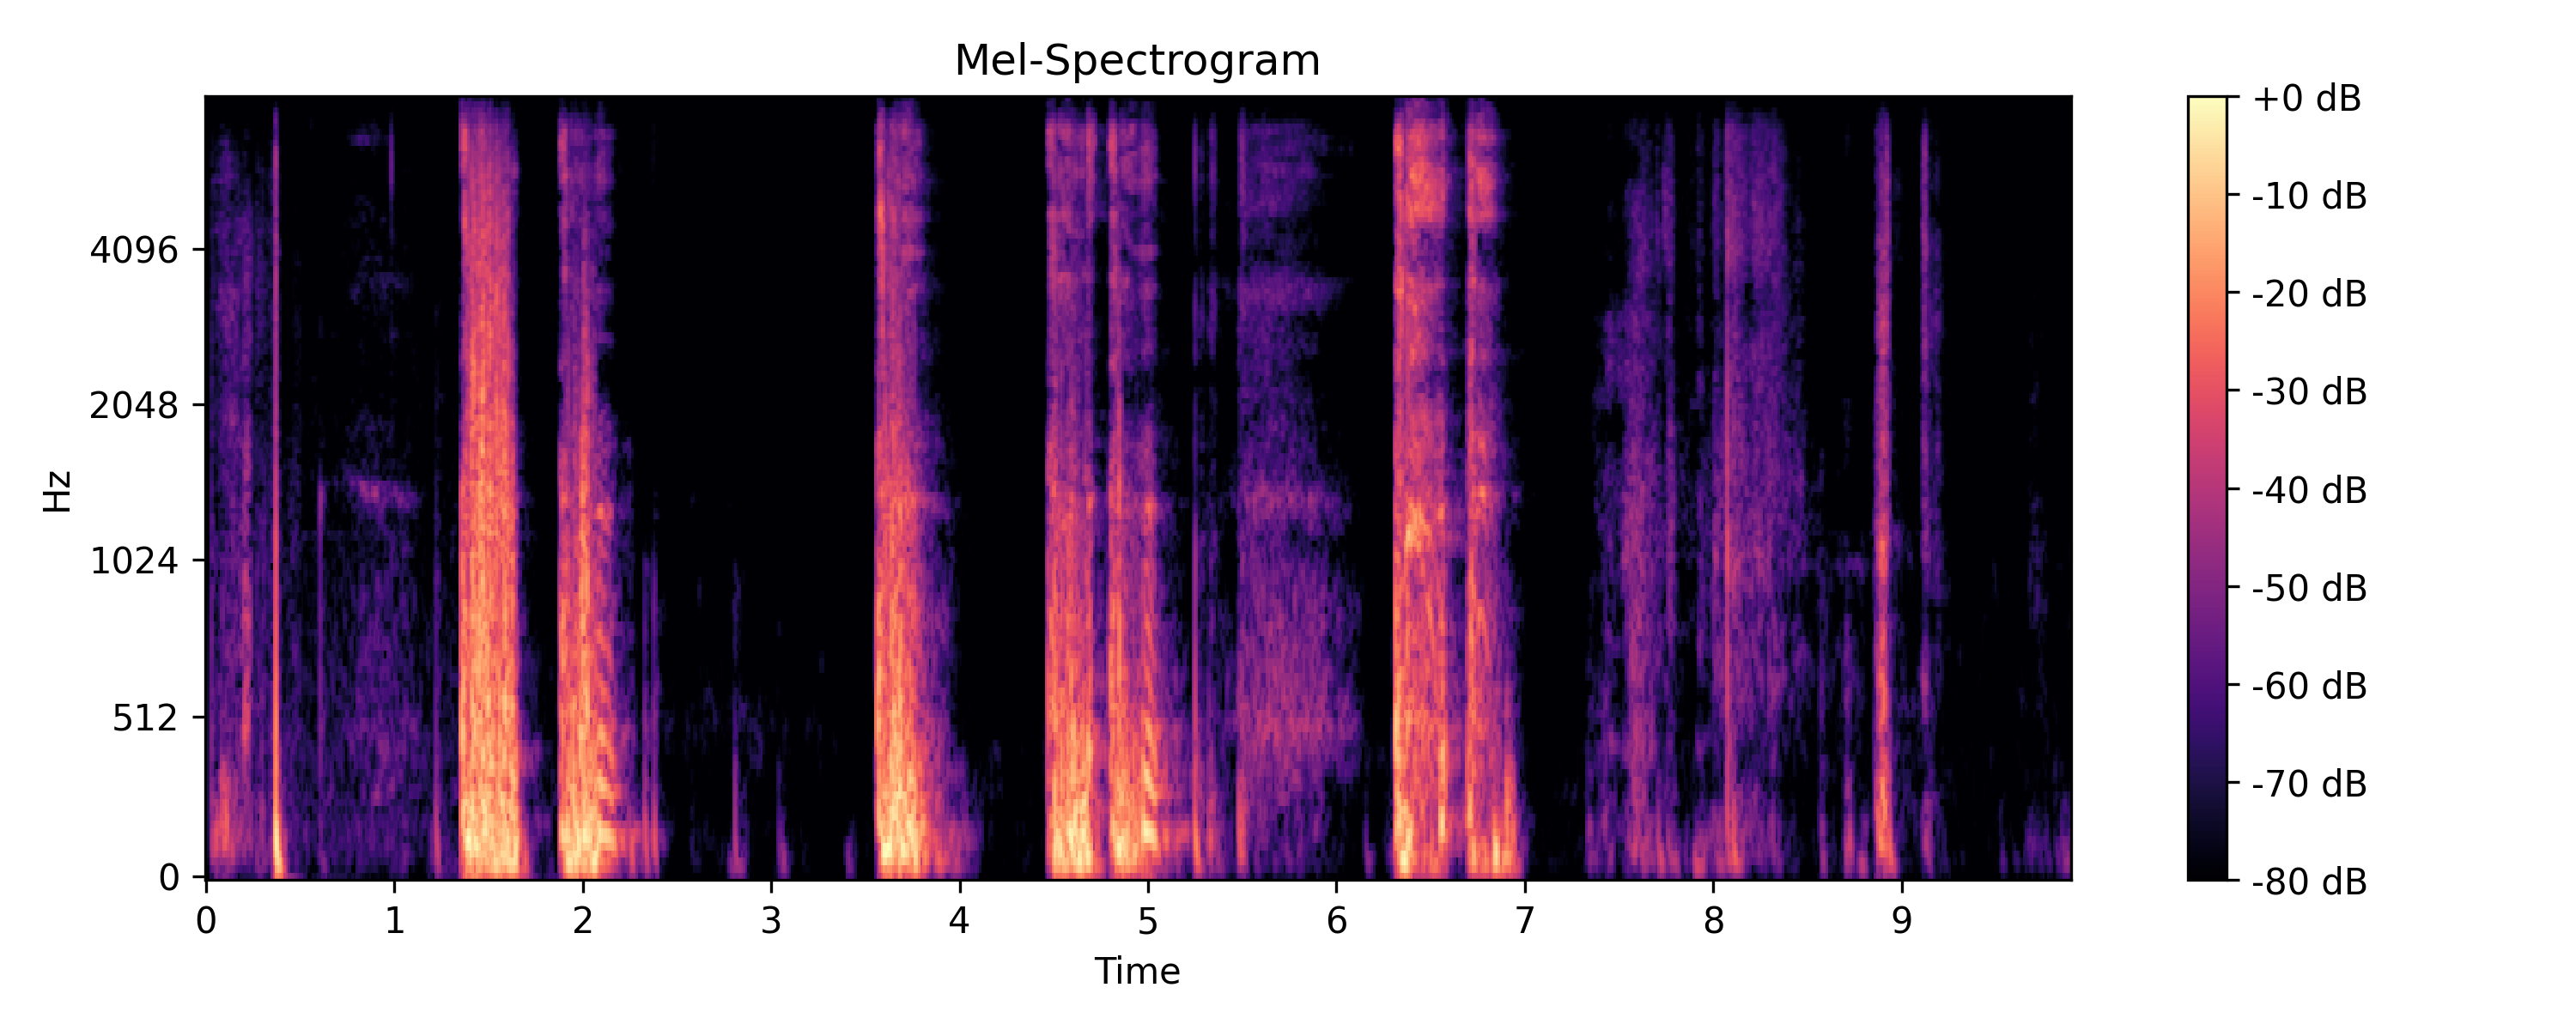 Mel-Spectrogram
+0 dB
-10 dB
-20 dB
-30 dB
-40 dB
-50 dB
-60 dB
-70 dB
-80 dB
Hz
4096
2048
1024
512
0
0 1 2 3 4 5 6 7 8 9
Time